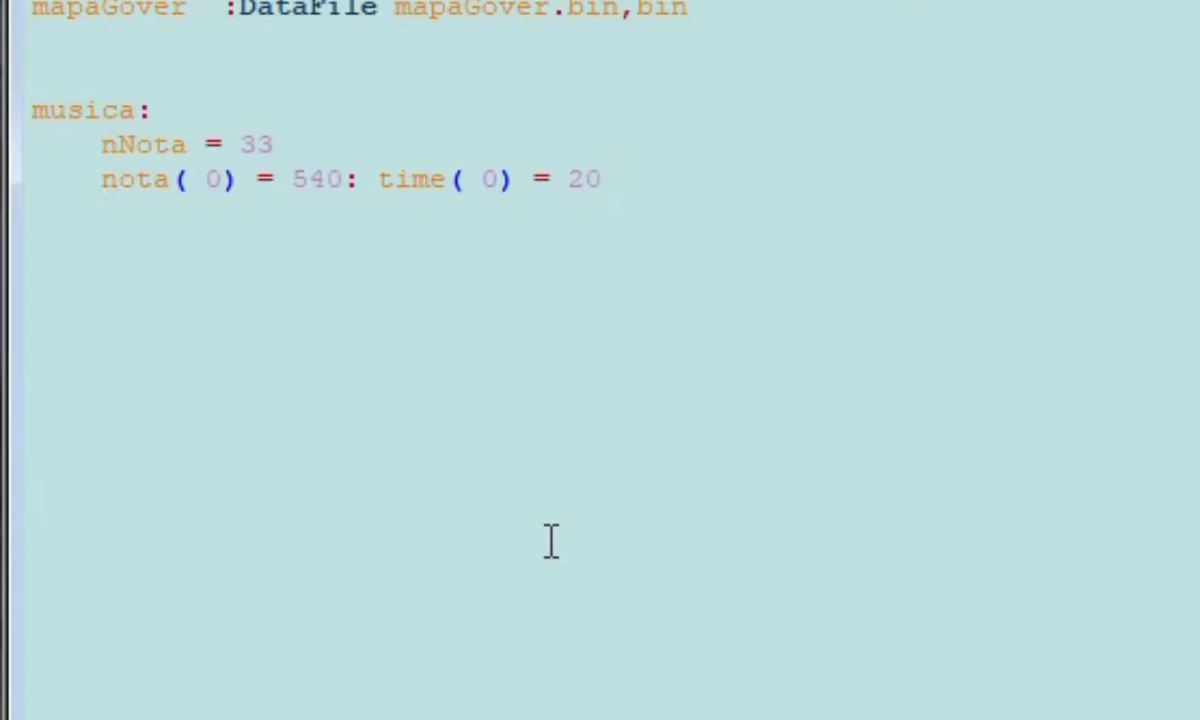 mapaGover  :DataFile mapaGover.bin,bin
musica:
    nNota = 33
    nota( 0) = 540: time( 0) = 20